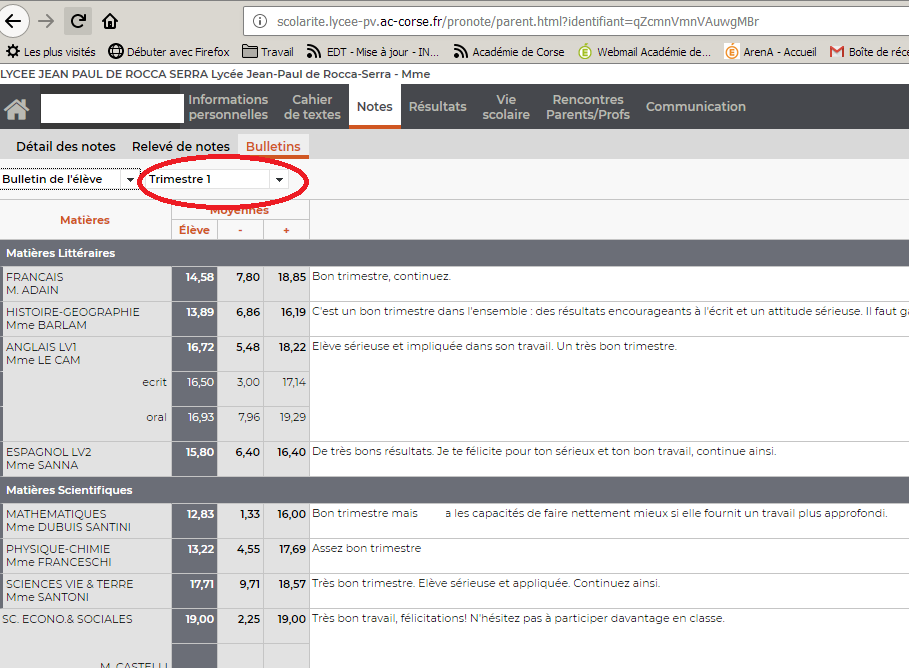 scolarite.lycee-pv.ac-corse.fr/pronote/parent.html?identifiant=qZcmnVmnVAuwgMBr
Les plus visités Débuter avec Firefox Travail EDT - Mise à jour - IN... Académie de Corse Webmail Académie de... ArenA - Accueil Boîte de réce
LYCEE JEAN PAUL DE ROCCA SERRA Lycée Jean-Paul de Rocca-Serra - Mme
Informations personnelles Cahier de textes Notes Résultats Vie scolaire Rencontres Parents/Profs Communication
Détail des notes Relevé de notes Bulletins
Bulletin de l'élève Trimestre 1
Matières Moyennes
Élève - +
Matières Littéraires
FRANCAIS 14,58 7,80 18,85 Bon trimestre, continuez.
M. ADAIN
HISTOIRE-GEOGRAPHIE 13,89 6,86 16,19 C'est un bon trimestre dans l'ensemble : des résultats encourageants à l'écrit et un attitude sérieuse. Il faut ga
Mme BARLAM
ANGLAIS LV1 16,72 5,48 18,22 Elève sérieuse et impliquée dans son travail. Un très bon trimestre.
Mme LE CAM
ecrit 16,50 3,00 17,14
oral 16,93 7,96 19,29
ESPAGNOL LV2 15,80 6,40 16,40 De très bons résultats. Je te félicite pour ton sérieux et ton bon travail, continue ainsi.
Mme SANNA
Matières Scientifiques
MATHEMATIQUES 12,83 1,33 16,00 Bon trimestre mais a les capacités de faire nettement mieux si elle fournit un travail plus approfondi.
Mme DUBUIS SANTINI
PHYSIQUE-CHIMIE 13,22 4,55 17,69 Assez bon trimestre
Mme FRANCESCHI
SCIENCES VIE & TERRE 17,71 9,71 18,57 Très bon trimestre. Elève sérieuse et appliquée. Continuez ainsi.
Mme SANTONI
SC. ECONO.& SOCIALES 19,00 2,25 19,00 Très bon travail, félicitations! N'hésitez pas à participer davantage en classe.
M. CASTELLI